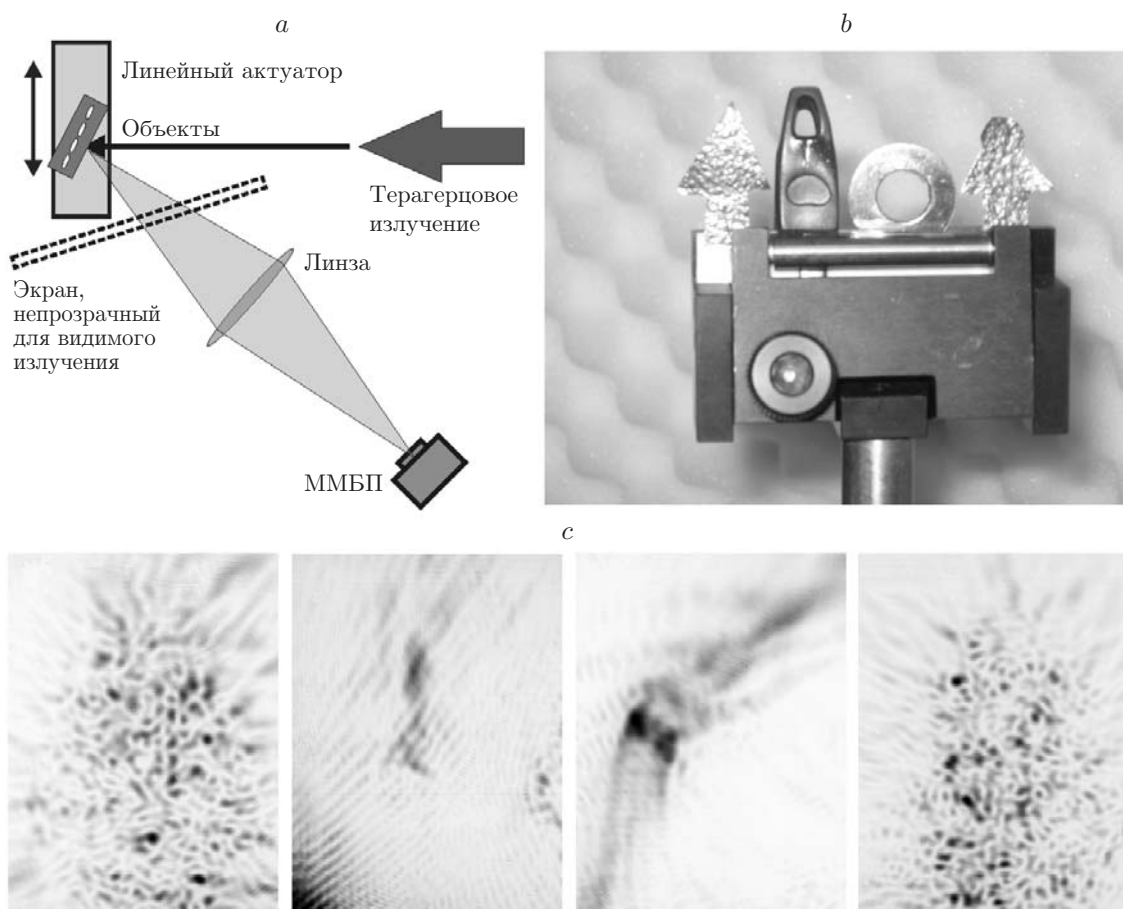 a
Линейный актуатор
Объекты
Терагерцовое
излучение
Линза
Экран,
непрозрачный
для видимого
излучения
ММБП
b
c